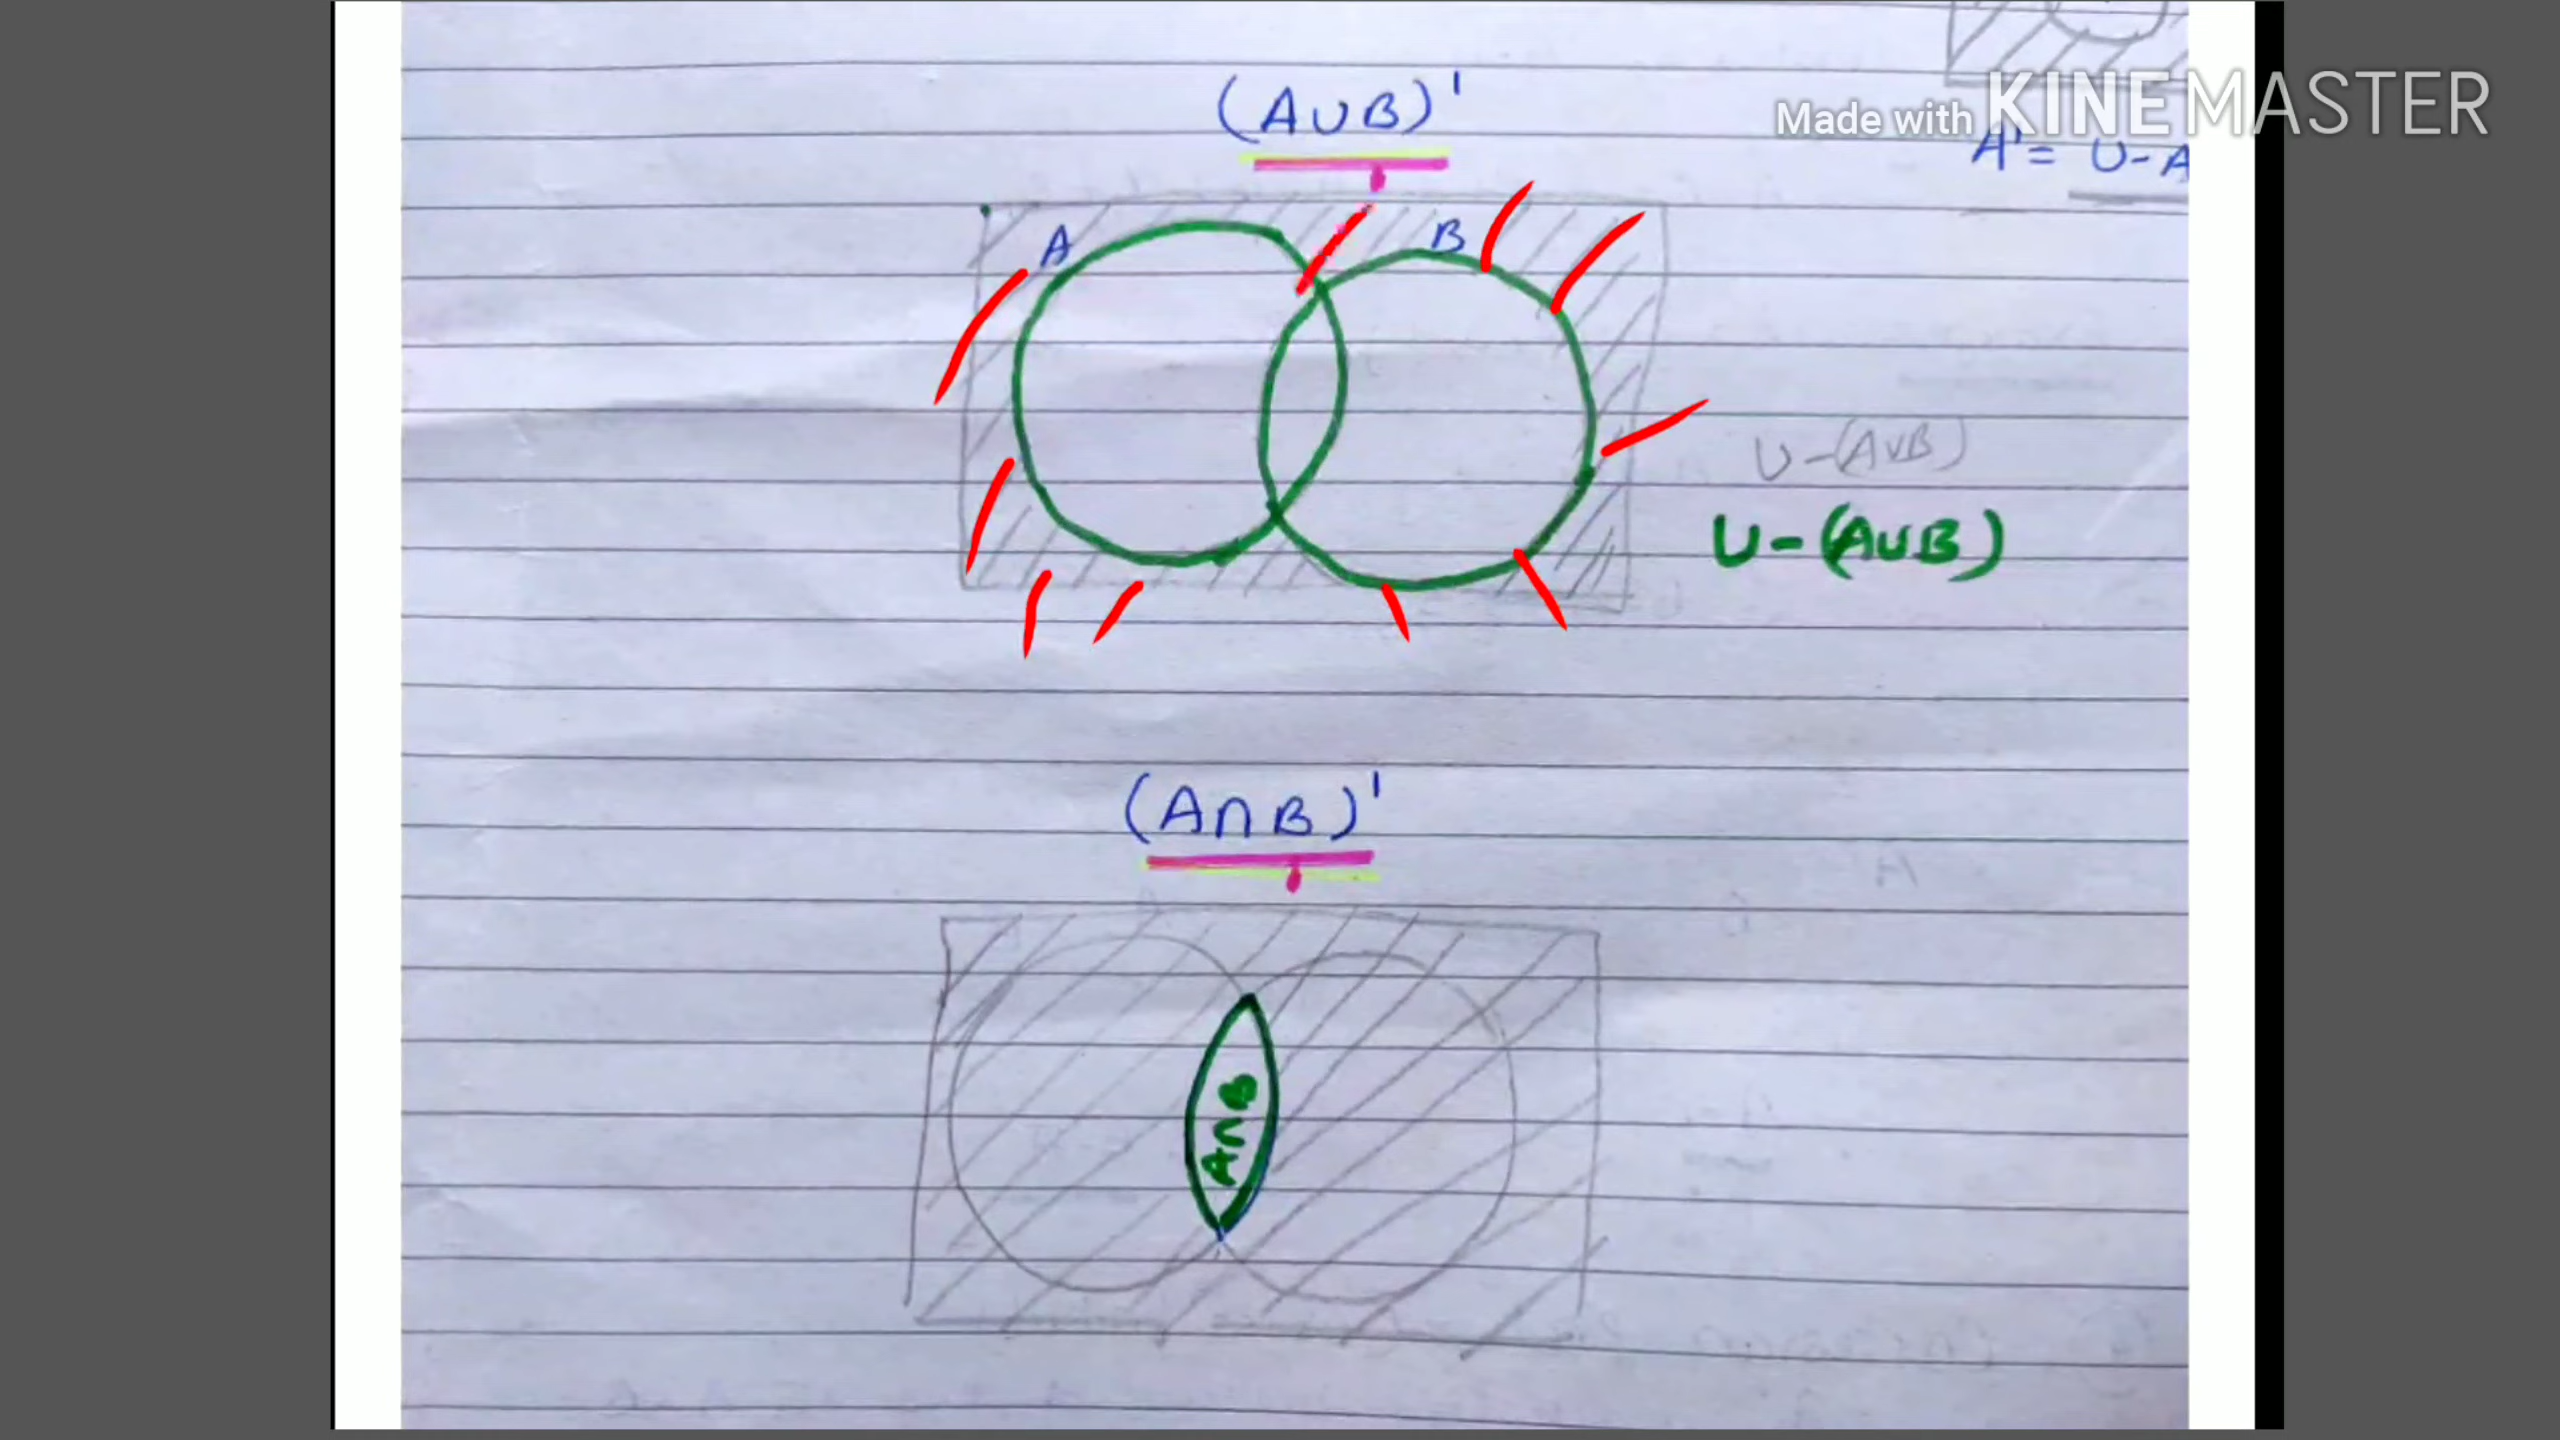 (A∪B)'
Made with KINEMASTER
A' = U-A
A
B
U-(A∪B)
U-(A∪B)
(A∩B)'
A∩B